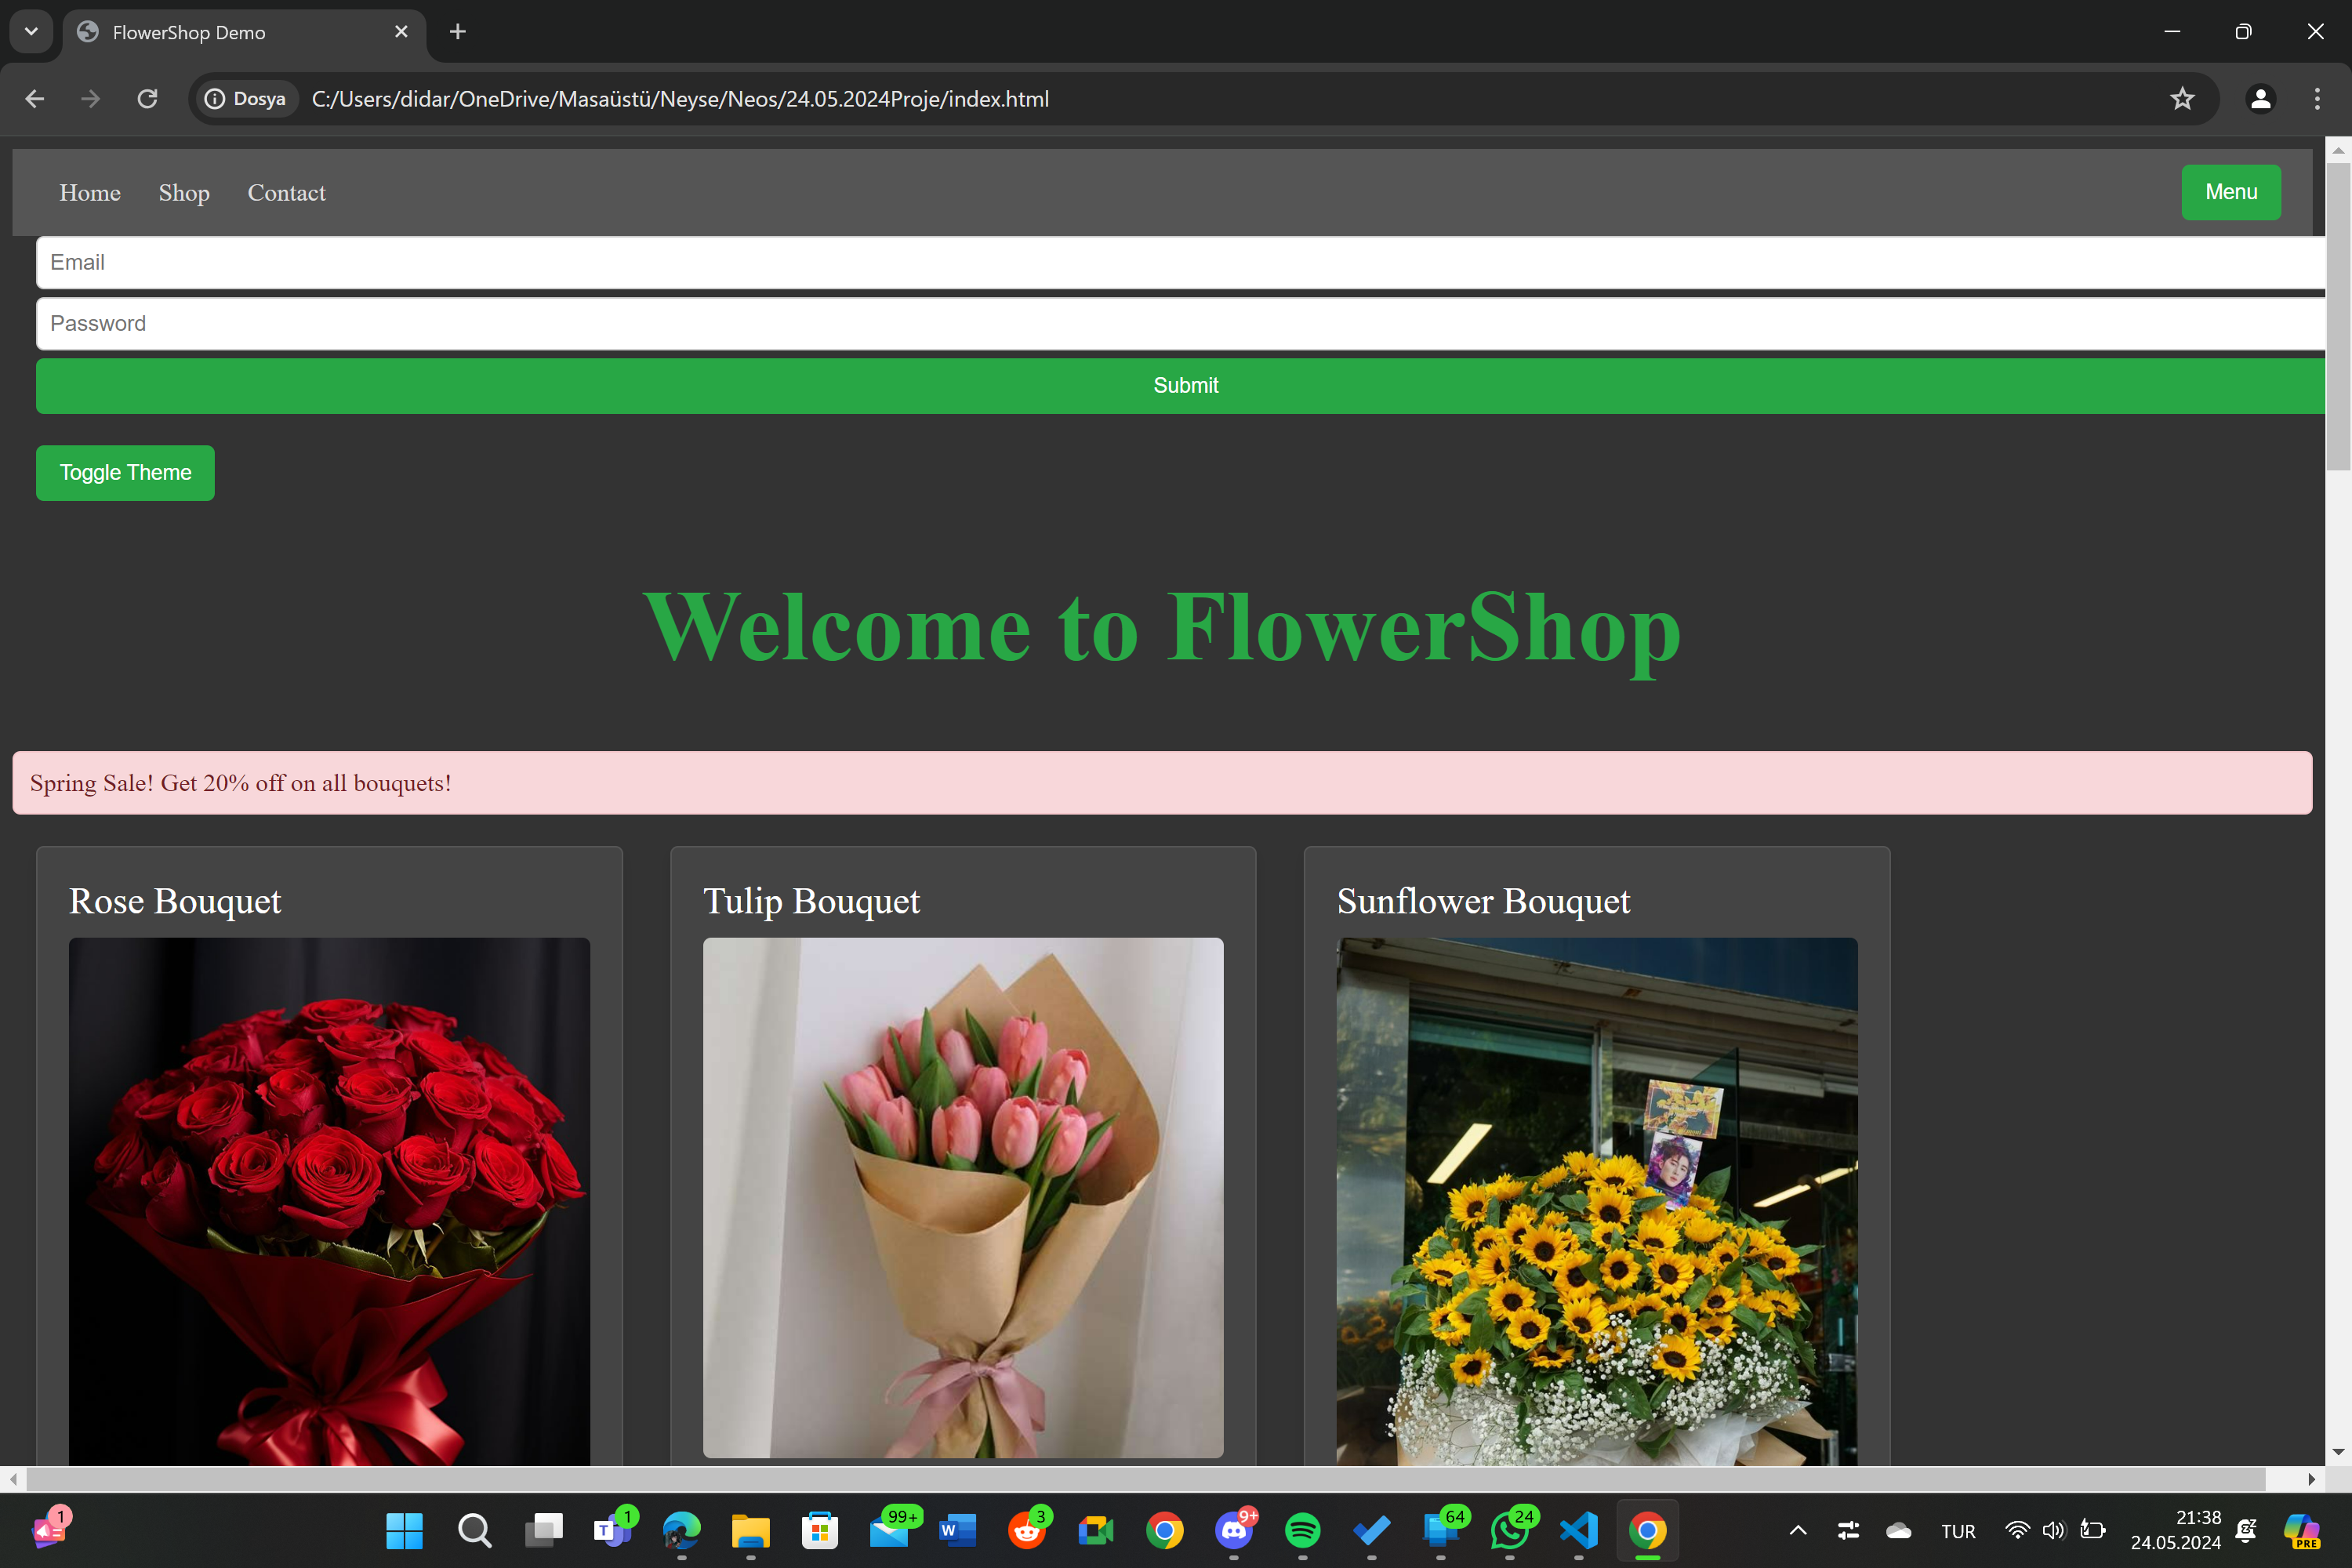 FlowerShop Demo
Dosya C:/Users/didar/OneDrive/Masaüstü/Neyse/Neos/24.05.2024Proje/index.html
Home Shop Contact Menu
Email
Password
Submit
Toggle Theme
Welcome to FlowerShop
Spring Sale! Get 20% off on all bouquets!
Rose Bouquet Tulip Bouquet Sunflower Bouquet
1 1 99+ 3 9+ 64 24 TUR 21:38
24.05.2024
PRE